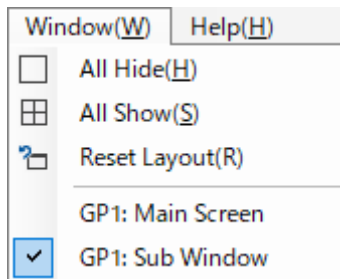 Window(W) Help(H)
All Hide(H)
All Show(S)
Reset Layout(R)
GP1: Main Screen
GP1: Sub Window